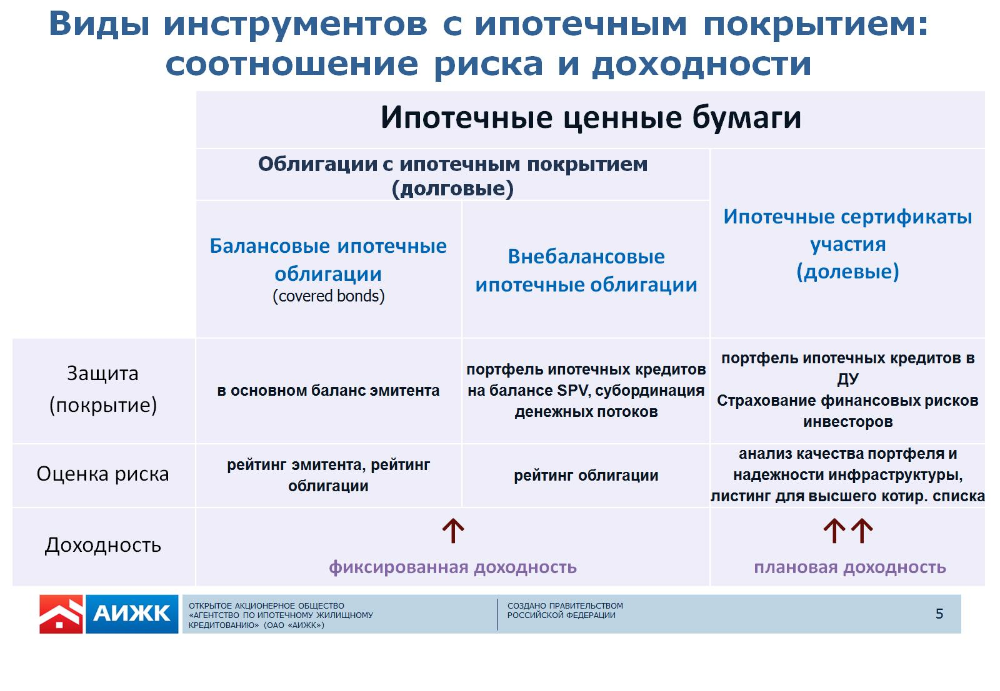 Виды инструментов с ипотечным покрытием:
соотношение риска и доходности
Ипотечные ценные бумаги
Облигации с ипотечным покрытием
(долговые)
Балансовые ипотечные
облигации
(covered bonds)
Внебалансовые
ипотечные облигации
Ипотечные сертификаты
участия
(долевые)
Защита
(покрытие)
в основном баланс эмитента
портфель ипотечных кредитов
на балансе SPV, субординация
денежных потоков
портфель ипотечных кредитов в
ДУ
Страхование финансовых рисков
инвесторов
Оценка риска
рейтинг эмитента, рейтинг
облигации
рейтинг облигации
анализ качества портфеля и
надежности инфраструктуры,
листинг для высшего котир. списка
Доходность
↑
фиксированная доходность
↑↑
плановая доходность
АИЖК
ОТКРЫТОЕ АКЦИОНЕРНОЕ ОБЩЕСТВО
«АГЕНТСТВО ПО ИПОТЕЧНОМУ ЖИЛИЩНОМУ
КРЕДИТОВАНИЮ» (ОАО «АИЖК»)
СОЗДАНО ПРАВИТЕЛЬСТВОМ
РОССИЙСКОЙ ФЕДЕРАЦИИ
5